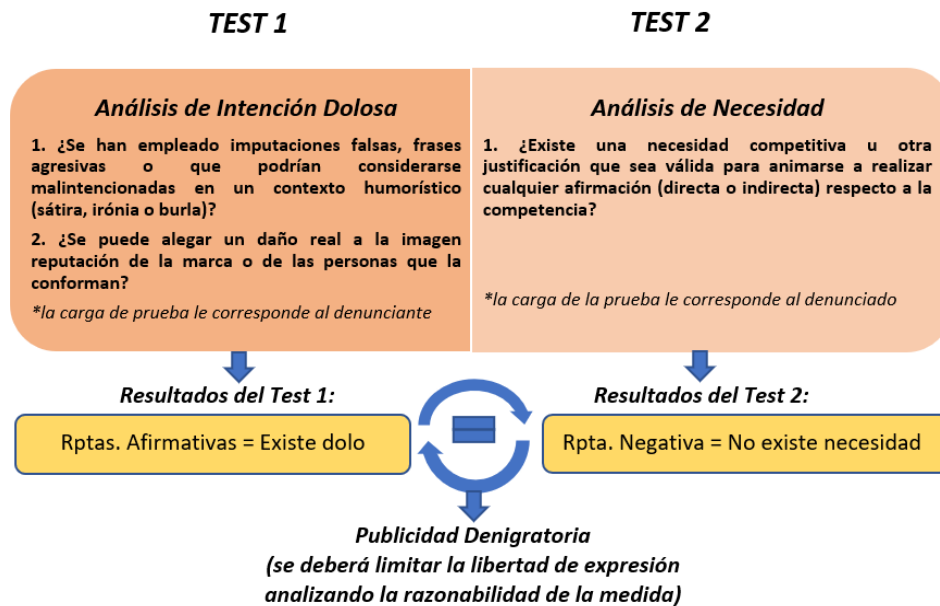 TEST 1
TEST 2
Análisis de Intención Dolosa
1. ¿Se han empleado imputaciones falsas, frases
agresivas o que podrían considerarse
malintencionadas en un contexto humorístico
(sátira, irónia o burla)?
2. ¿Se puede alegar un daño real a la imagen
reputación de la marca o de las personas que la
conforman?
*la carga de prueba le corresponde al denunciante
Análisis de Necesidad
1. ¿Existe una necesidad competitiva u otra
justificación que sea válida para animarse a realizar
cualquier afirmación (directa o indirecta) respecto a la
competencia?
*la carga de la prueba le corresponde al denunciado
Resultados del Test 1:
Rptas. Afirmativas = Existe dolo
Resultados del Test 2:
Rpta. Negativa = No existe necesidad
Publicidad Denigratoria
(se deberá limitar la libertad de expresión
analizando la razonabilidad de la medida)